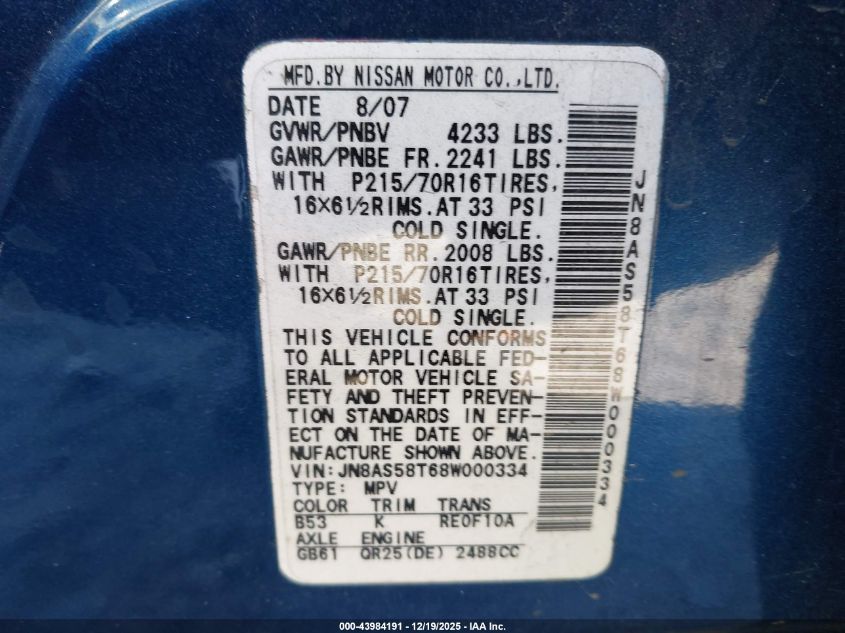 MFD.BY NISSAN MOTOR CO.,LTD.
DATE 8/07
GVWR/PNBV 4233 LBS.
GAWR/PNBE FR. 2241 LBS.
WITH P215/70R16TIRES,
16X6½RIMS.AT 33 PSI
COLD SINGLE.
GAWR/PNBE RR. 2008 LBS.
WITH P215/70R16TIRES,
16X6½RIMS.AT 33 PSI
COLD SINGLE.
THIS VEHICLE CONFORMS
TO ALL APPLICABLE FED-
ERAL MOTOR VEHICLE SA-
FETY AND THEFT PREVEN-
TION STANDARDS IN EFF-
ECT ON THE DATE OF MA-
NUFACTURE SHOWN ABOVE.
VIN: JN8AS58T68W000334
TYPE: MPV
COLOR TRIM TRANS
B53 K RE0F10A
AXLE ENGINE
GB61 QR25(DE) 2488CC
JN8AS58T68W000334
000-43984191 - 12/19/2025 - IAA Inc.